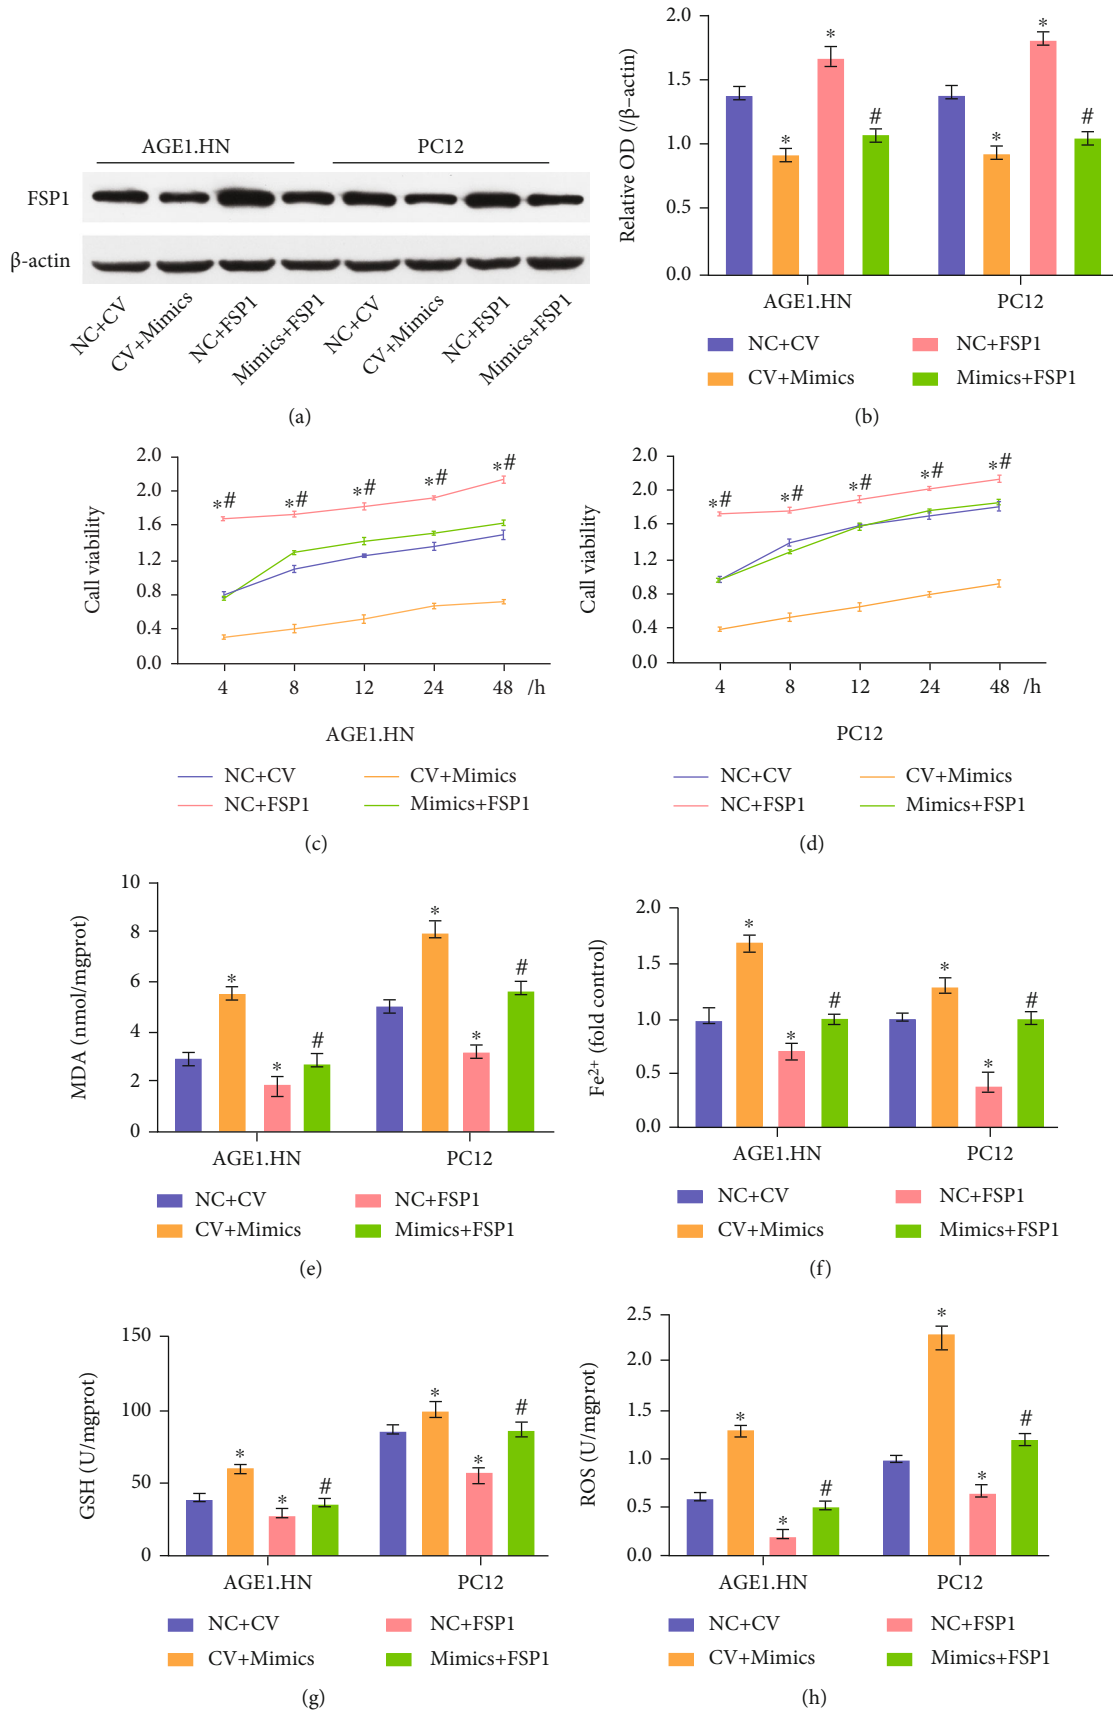 AGE1.HN PC12
FSP1
β-actin
NC+CV
CV+Mimics
NC+FSP1
Mimics+FSP1
NC+CV
CV+Mimics
NC+FSP1
Mimics+FSP1
(a)
Relative OD (/β–actin)
2.0
1.5
1.0
0.5
0.0
* * * # * * * #
AGE1.HN PC12
NC+CV NC+FSP1
CV+Mimics Mimics+FSP1
(b)
Call viability
2.0
2.0
1.6
1.2
0.8
0.4
0.0
*# *# *# *# *#
4 8 12 24 48 /h
AGE1.HN
NC+CV CV+Mimics
NC+FSP1 Mimics+FSP1
(c)
Call viability
2.0
2.0
1.6
1.2
0.8
0.4
0.0
*# *# *# *# *#
4 8 12 24 48 /h
PC12
NC+CV CV+Mimics
NC+FSP1 Mimics+FSP1
(d)
MDA (nmol/mgprot)
10
8
6
4
2
0
* * # * * #
AGE1.HN PC12
NC+CV NC+FSP1
CV+Mimics Mimics+FSP1
(e)
Fe2+ (fold control)
2.0
1.5
1.0
0.5
0.0
* * # * * #
AGE1.HN PC12
NC+CV NC+FSP1
CV+Mimics Mimics+FSP1
(f)
GSH (U/mgprot)
150
100
50
0
* * # * * #
AGE1.HN PC12
NC+CV NC+FSP1
CV+Mimics Mimics+FSP1
(g)
ROS (U/mgprot)
2.5
2.0
1.5
1.0
0.5
0.0
* * # * * #
AGE1.HN PC12
NC+CV NC+FSP1
CV+Mimics Mimics+FSP1
(h)